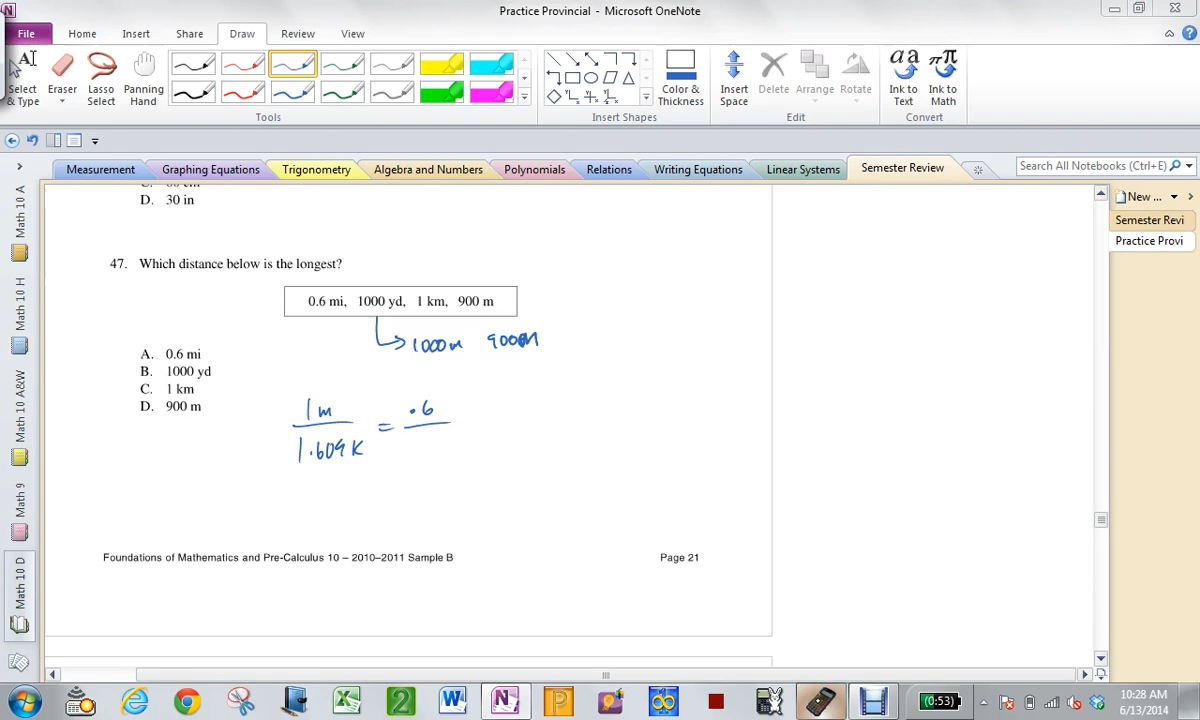 Practice Provincial - Microsoft OneNote
File Home Insert Share Draw Review View
Select & Type
Eraser
Lasso Select
Panning Hand
Color & Thickness
Insert Space
Delete
Arrange
Rotate
Ink to Text
Ink to Math
Tools
Insert Shapes
Edit
Convert
Measurement Graphing Equations Trigonometry Algebra and Numbers Polynomials Relations Writing Equations Linear Systems Semester Review
Search All Notebooks (Ctrl+E)
New ...
Semester Revi
Practice Provi
Math 10 A
Math 10 H
Math 10 A&W
Math 9
Math 10 D
D. 30 in
47. Which distance below is the longest?
0.6 mi, 1000 yd, 1 km, 900 m
1000m 900m
A. 0.6 mi
B. 1000 yd
C. 1 km
D. 900 m
1m = .6
1.609K
Foundations of Mathematics and Pre-Calculus 10 – 2010–2011 Sample B
Page 21
(0:53)
10:28 AM
6/13/2014